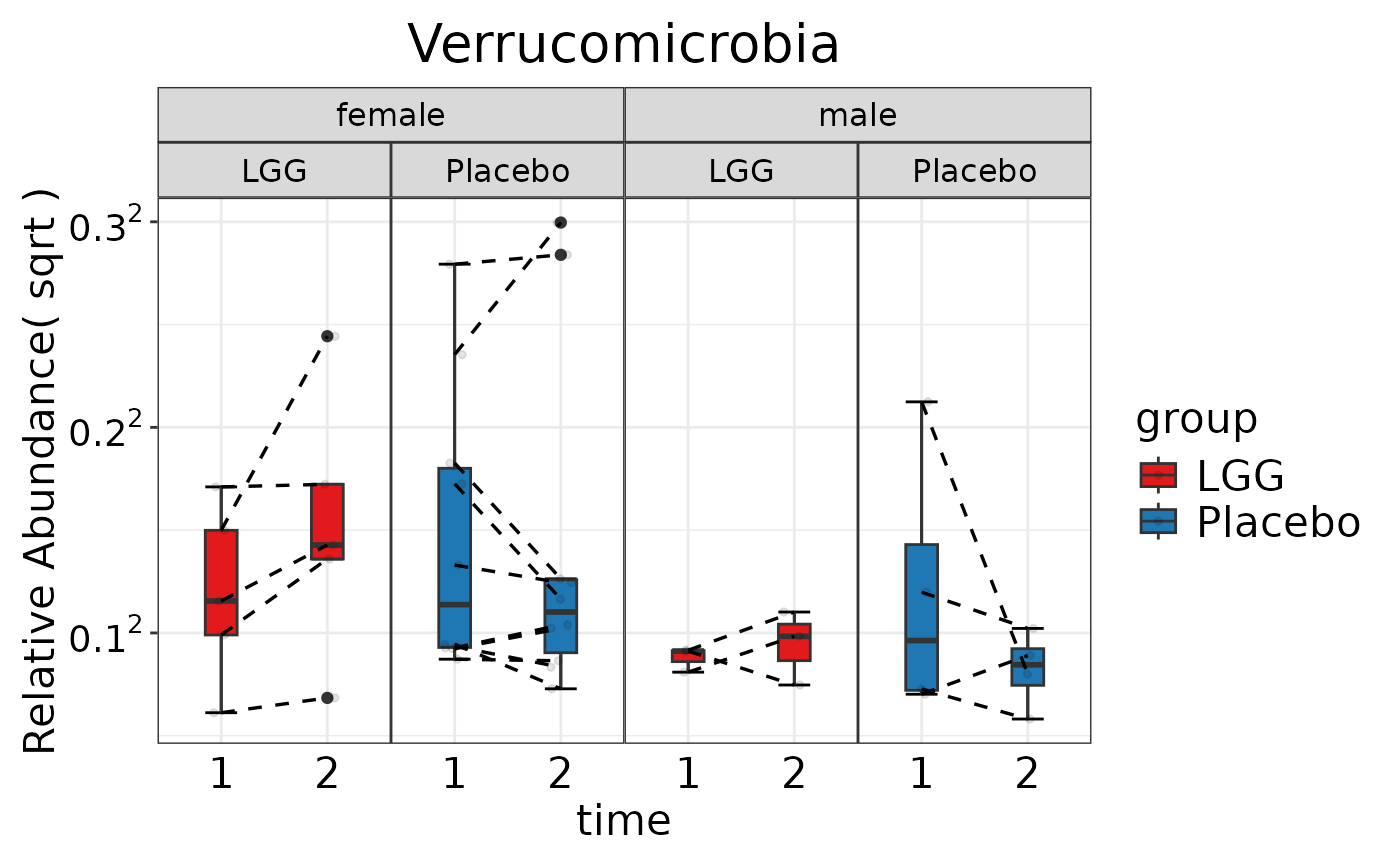 Verrucomicrobia
female male
LGG Placebo LGG Placebo
Relative Abundance( sqrt )
0.3²
0.2²
0.1²
1 2 1 2 1 2 1 2
time
group
LGG
Placebo